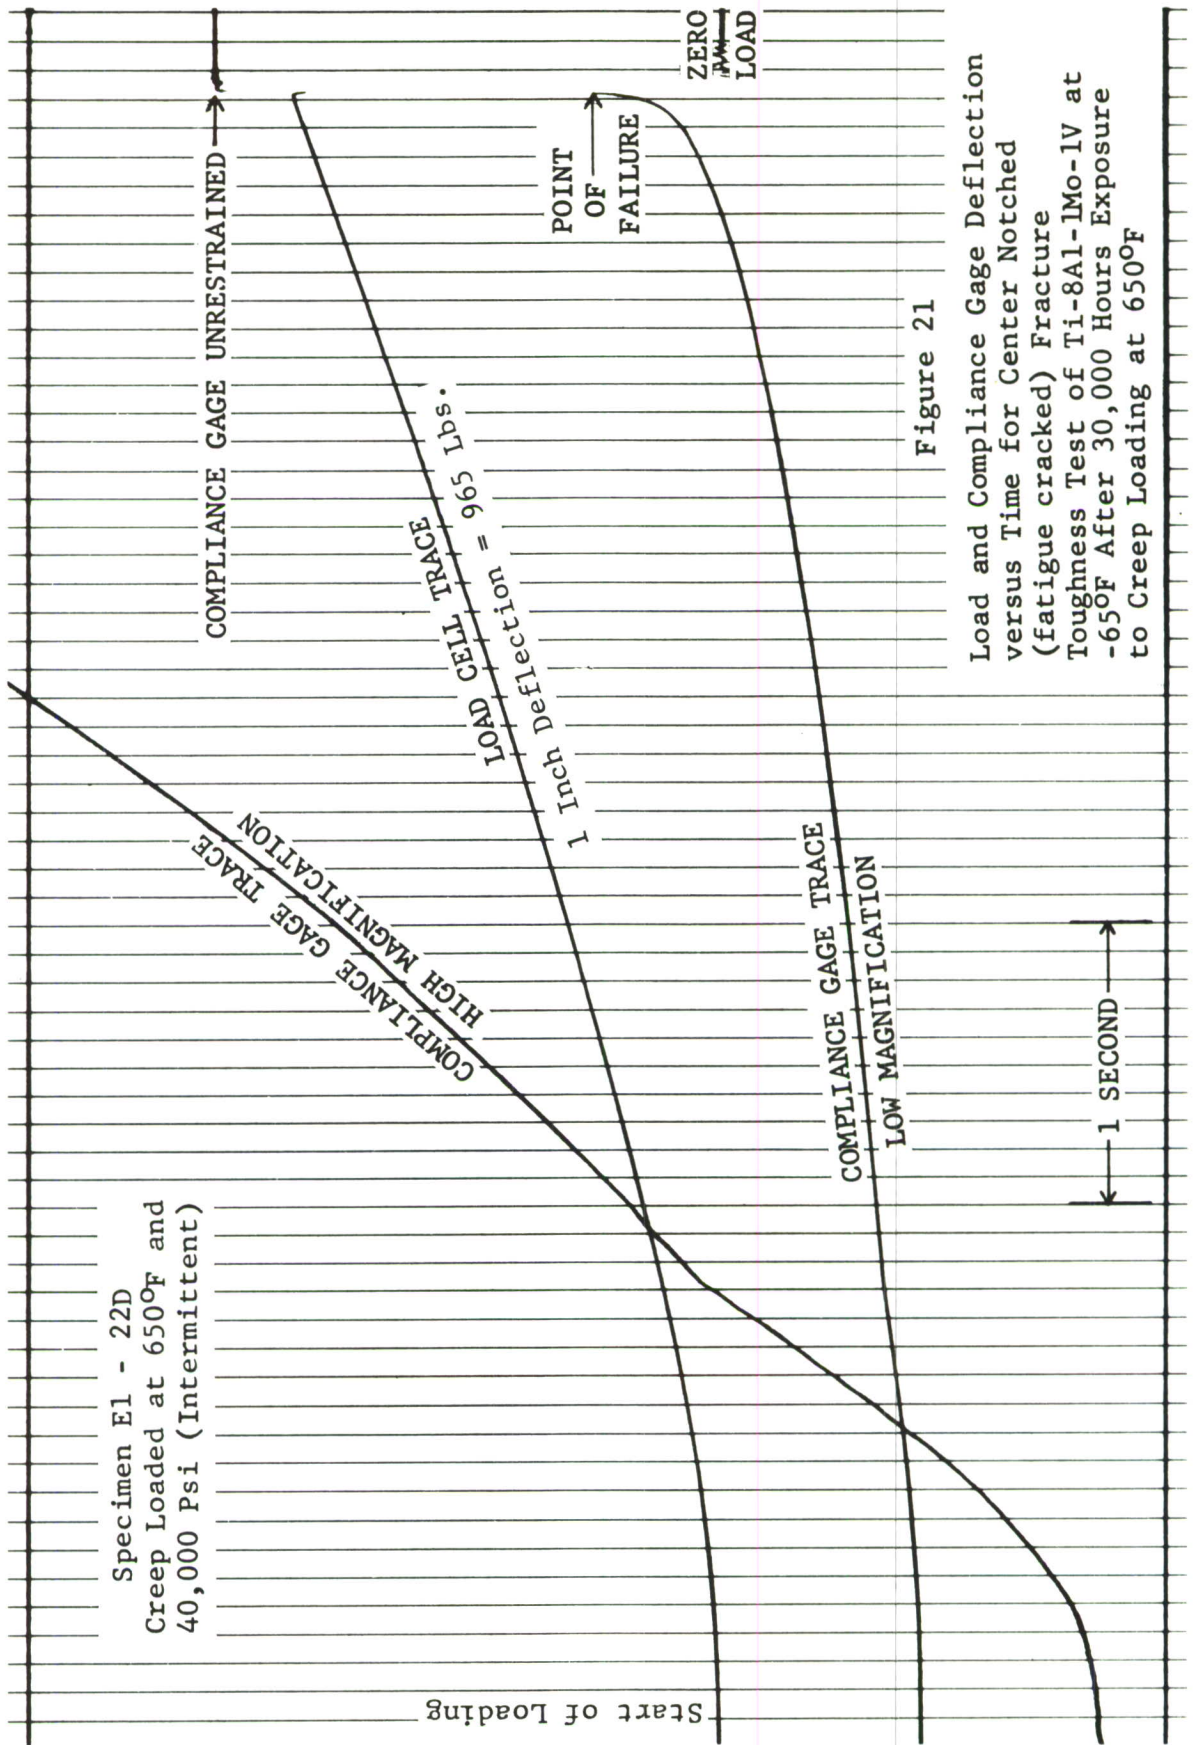 Specimen E1 - 22D
Creep Loaded at 650°F and
40,000 Psi (Intermittent)
COMPLIANCE GAGE UNRESTRAINED
COMPLIANCE GAGE TRACE
HIGH MAGNIFICATION
LOAD CELL TRACE
1 Inch Deflection = 965 Lbs.
POINT
OF
FAILURE
ZERO
LOAD
Start of Loading
COMPLIANCE GAGE TRACE
LOW MAGNIFICATION
1 SECOND
Figure 21
Load and Compliance Gage Deflection
versus Time for Center Notched
(fatigue cracked) Fracture
Toughness Test of Ti-8Al-1Mo-1V at
-65°F After 30,000 Hours Exposure
to Creep Loading at 650°F